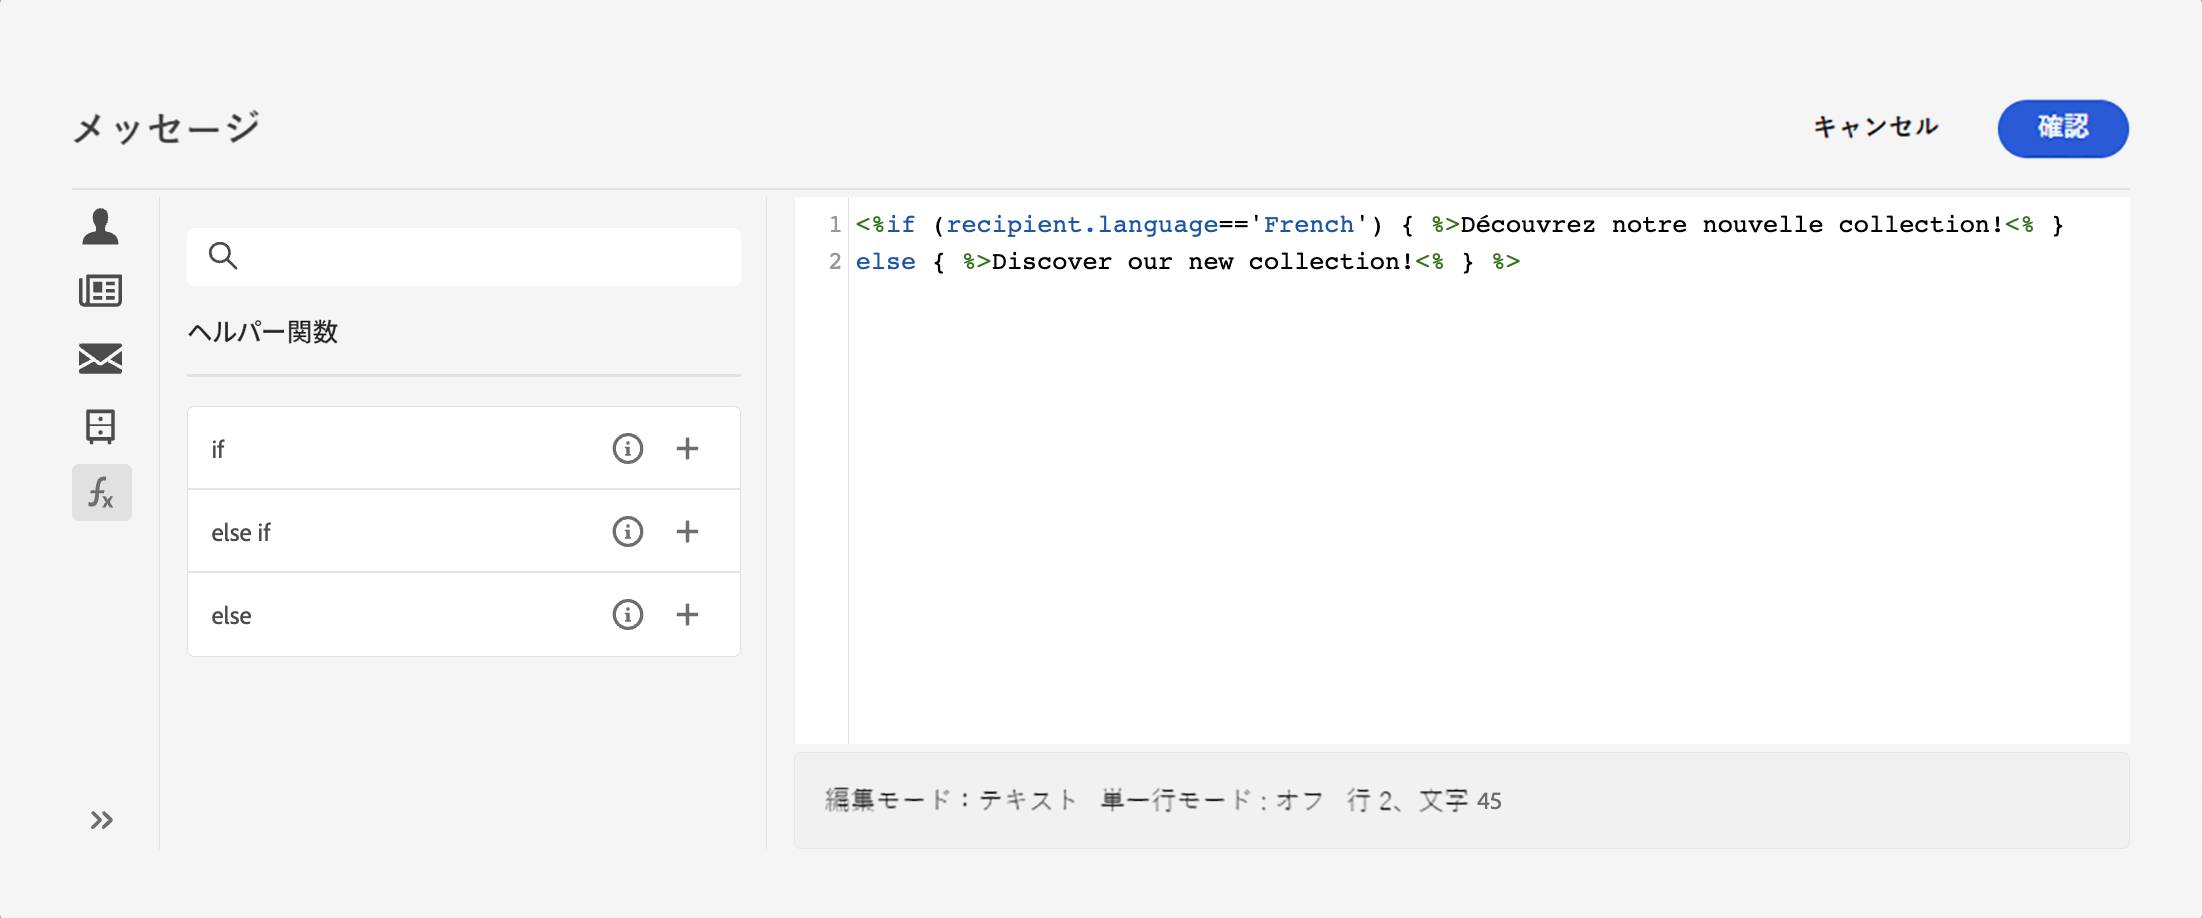 メッセージ
キャンセル
確認
ヘルパー関数
if
else if
else
fx
1 <%if (recipient.language=='French') { %>Découvrez notre nouvelle collection!<% }
2 else { %>Discover our new collection!<% } %>
編集モード：テキスト 単一行モード：オフ 行 2、文字 45